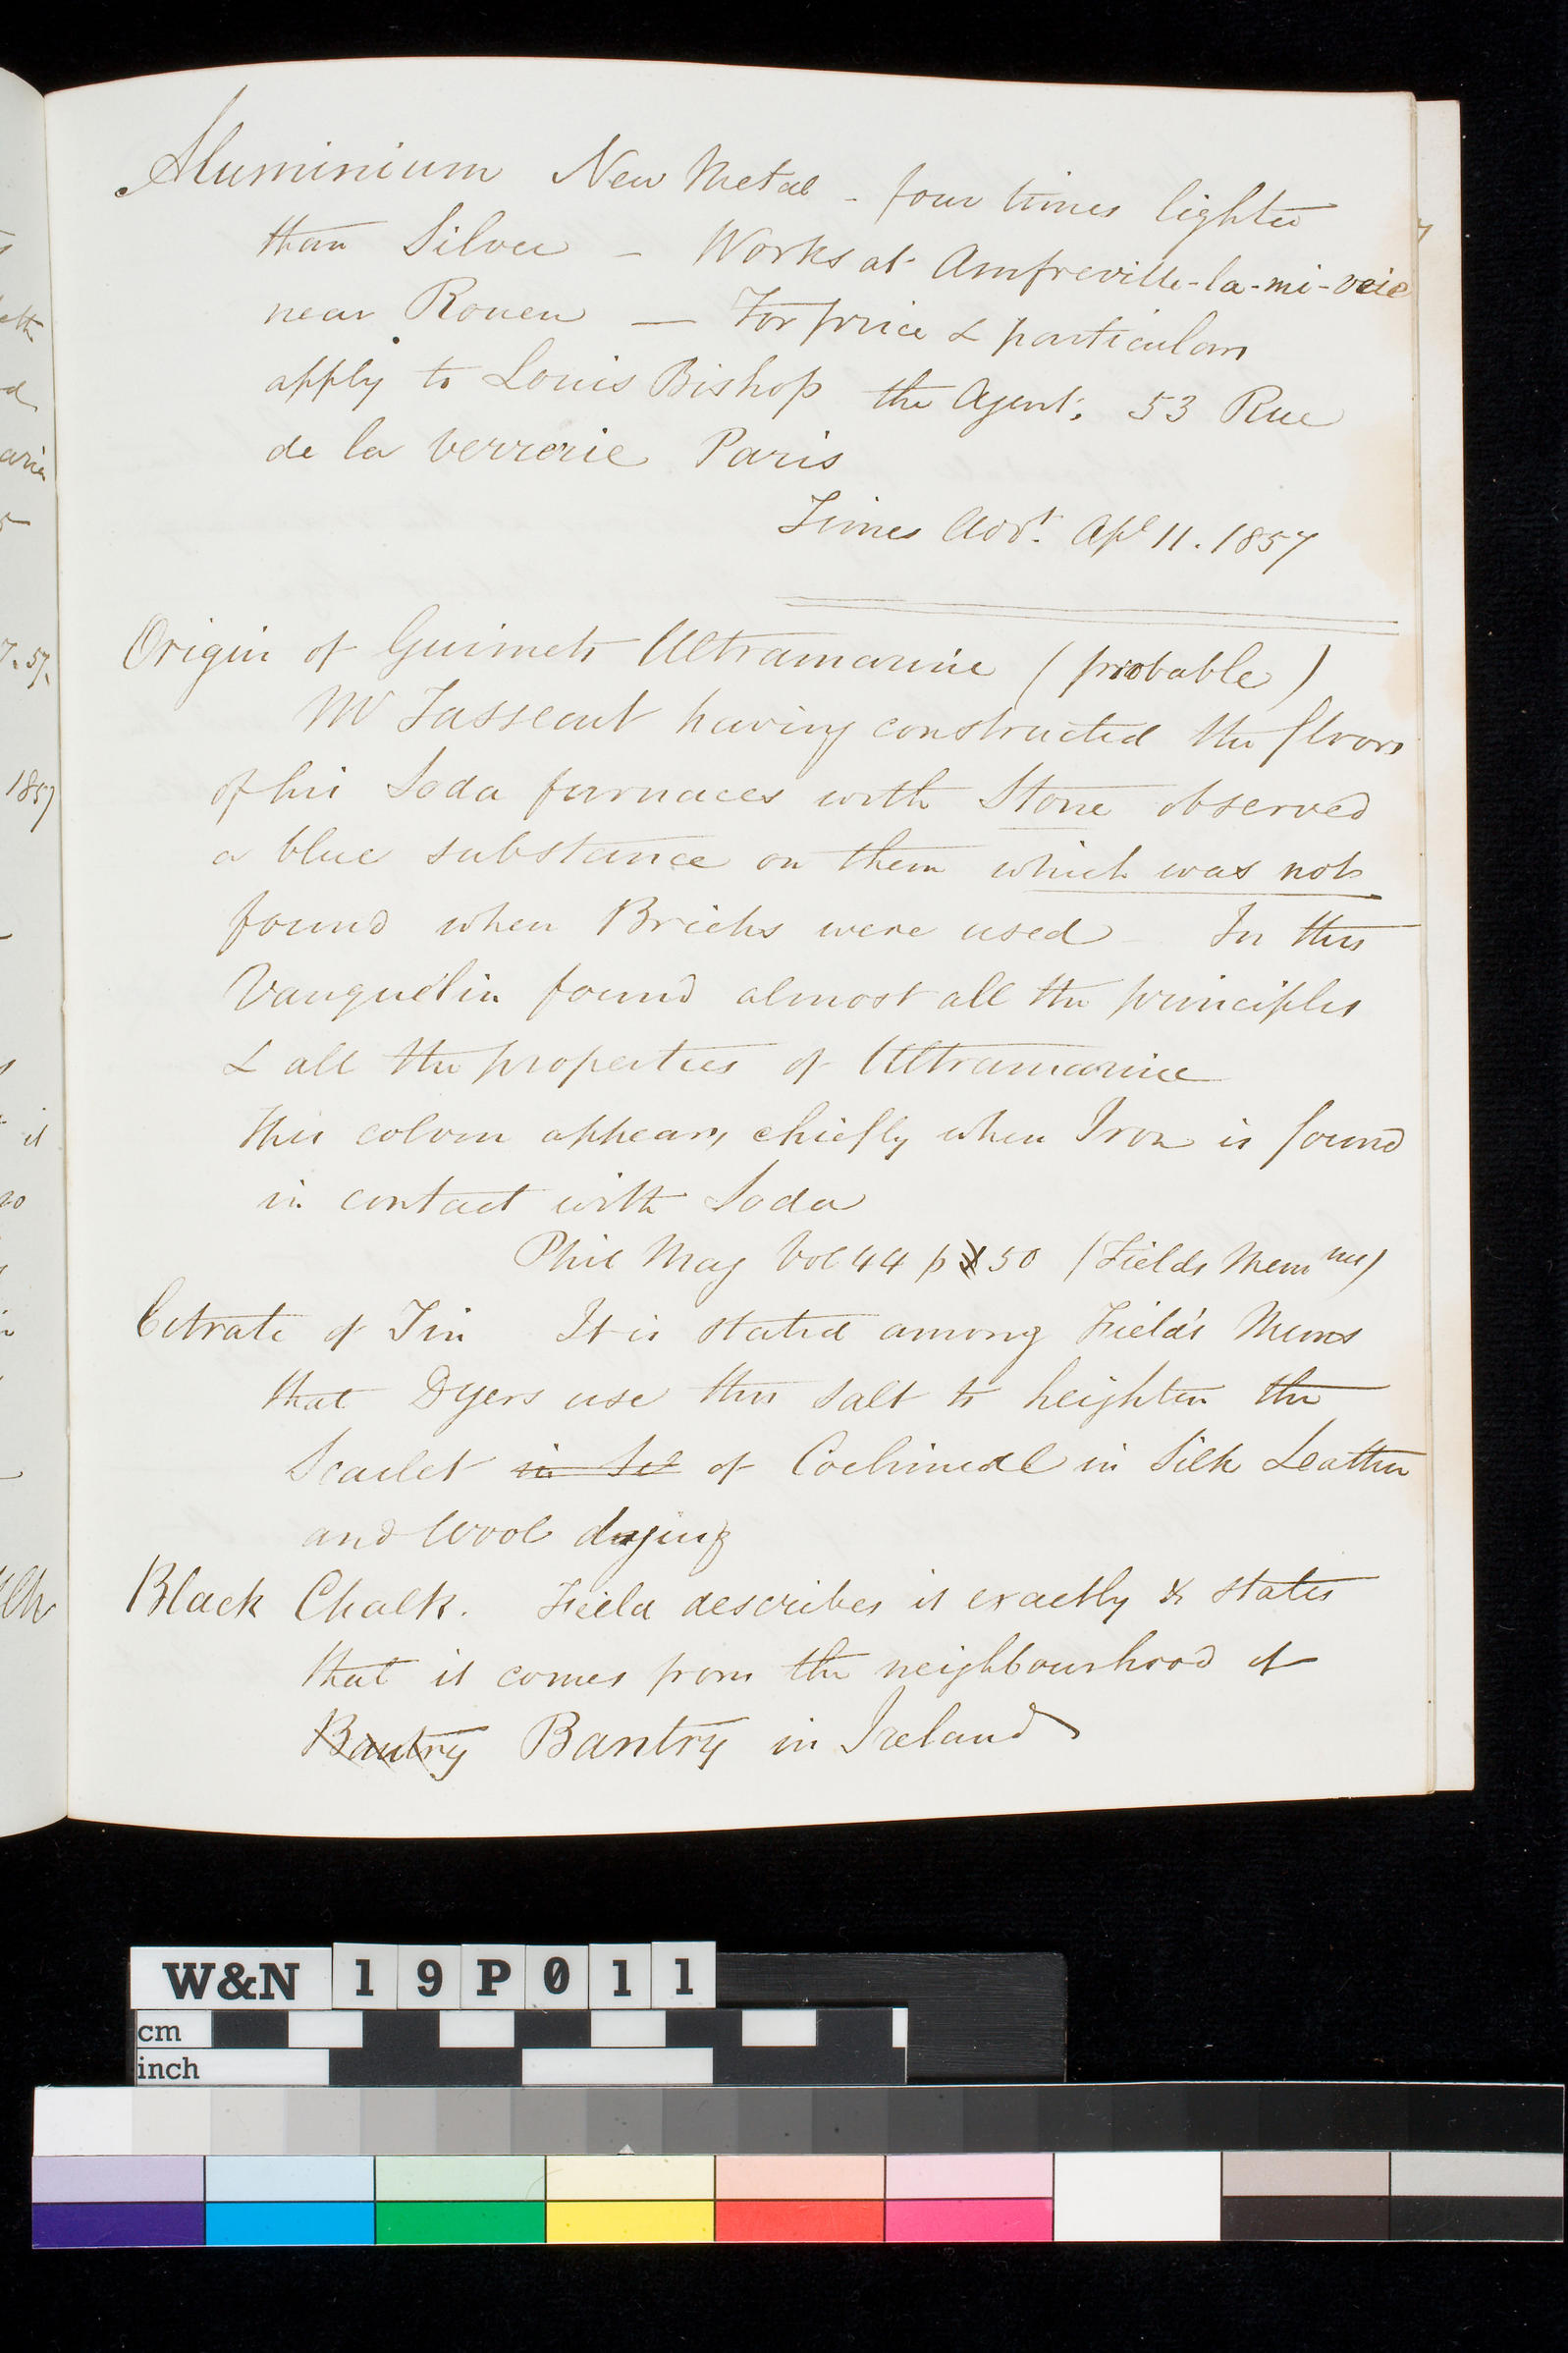 Aluminium New Metal - four times lighter
than Silver - Works at Amfreville-la-mi-voie
near Rouen — For price & particulars
apply to Louis Bishop the Agent, 53 Rue
de la Verrerie Paris
Times Advt. Apl 11. 1857
Origin of Guimets Ultramarine (probable)
Mr Tasseart having constructed the floors
of his Soda furnaces with Stone observed
a blue substance on them which was not
found when Bricks were used In this
Vauquelin found almost all the principles
& all the properties of Ultramarine
this colour appears, chiefly when Iron is found
in contact with Soda
Phil Mag Vol 44 p 50 (Fields Mem)
Citrate of Tin It is stated among Field's Mems
that Dyers use this salt to heighten the
Scarlet in of Cochineal in Silk Leather
and Wool dying
Black Chalk. Field describes it exactly & states
that it comes from the neighbourhood of
Bantry Bantry in Ireland
7. 57.
1857
it
W&N 19P011
cm
inch